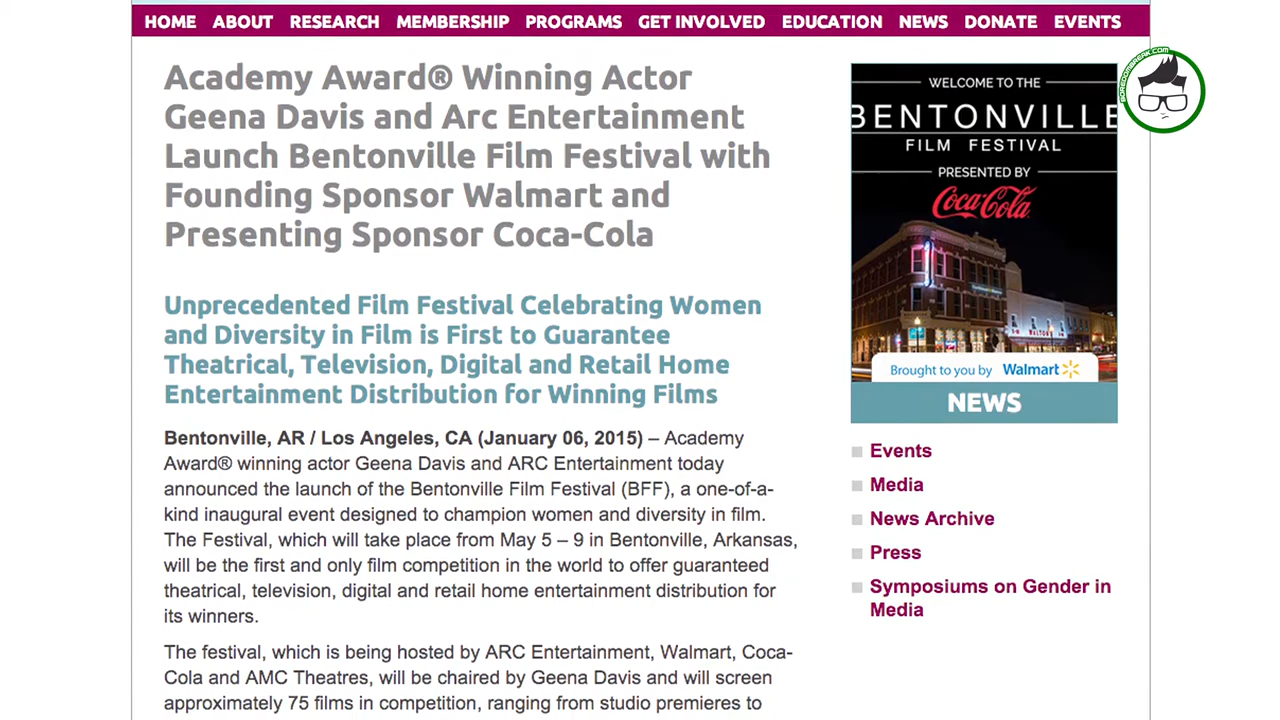 HOME ABOUT RESEARCH MEMBERSHIP PROGRAMS GET INVOLVED EDUCATION NEWS DONATE EVENTS
Academy Award® Winning Actor
Geena Davis and Arc Entertainment
Launch Bentonville Film Festival with
Founding Sponsor Walmart and
Presenting Sponsor Coca-Cola
Unprecedented Film Festival Celebrating Women
and Diversity in Film is First to Guarantee
Theatrical, Television, Digital and Retail Home
Entertainment Distribution for Winning Films
Bentonville, AR / Los Angeles, CA (January 06, 2015) – Academy
Award® winning actor Geena Davis and ARC Entertainment today
announced the launch of the Bentonville Film Festival (BFF), a one-of-a-
kind inaugural event designed to champion women and diversity in film.
The Festival, which will take place from May 5 – 9 in Bentonville, Arkansas,
will be the first and only film competition in the world to offer guaranteed
theatrical, television, digital and retail home entertainment distribution for
its winners.
The festival, which is being hosted by ARC Entertainment, Walmart, Coca-
Cola and AMC Theatres, will be chaired by Geena Davis and will screen
approximately 75 films in competition, ranging from studio premieres to
WELCOME TO THE
BENTONVILLE
FILM FESTIVAL
PRESENTED BY
Coca-Cola
WALTON'S
Brought to you by Walmart
NEWS
Events
Media
News Archive
Press
Symposiums on Gender in
Media
BOREDOMBREAK.COM